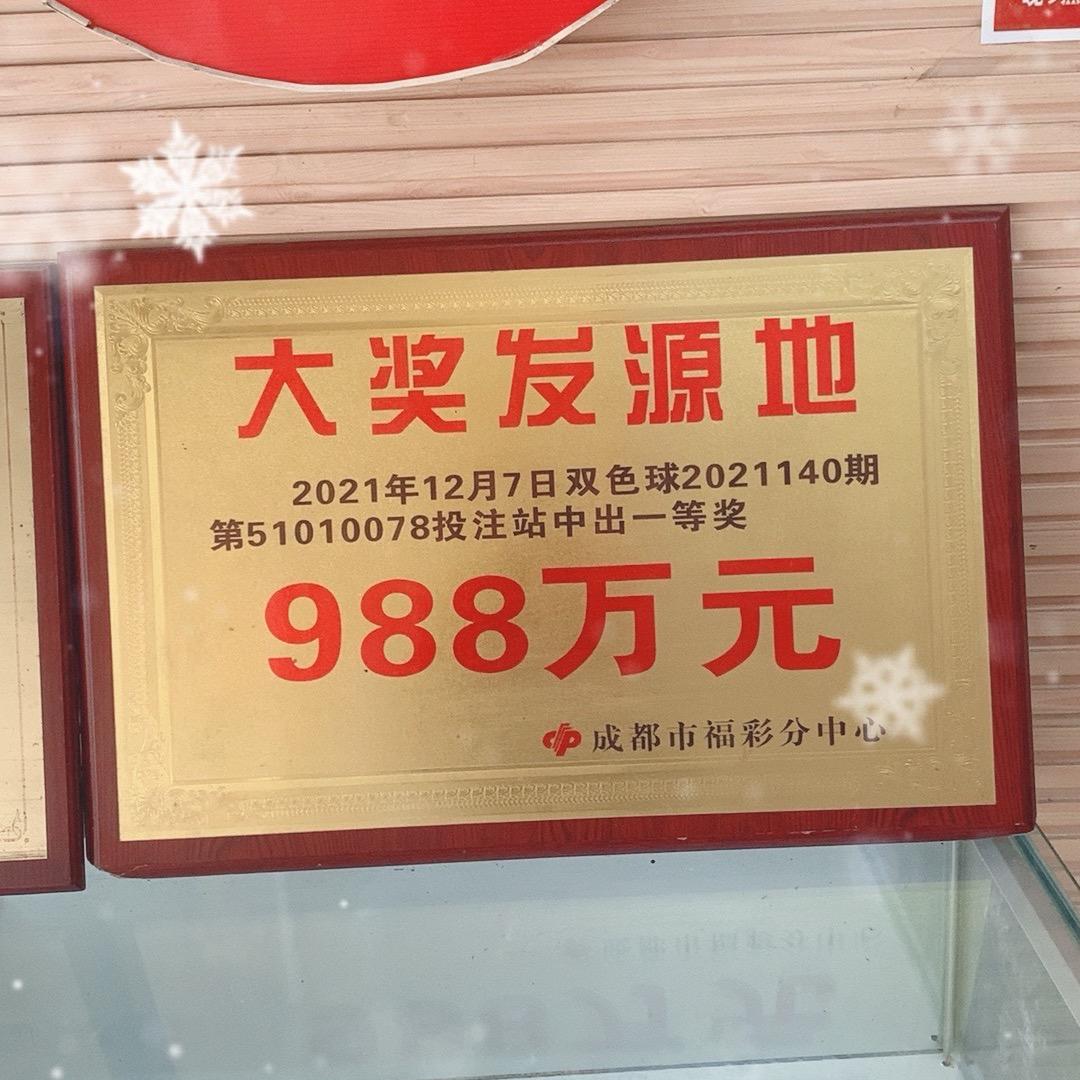 大奖发源地
2021年12月7日双色球2021140期
第51010078投注站中出一等奖
988万元
成都市福彩分中心